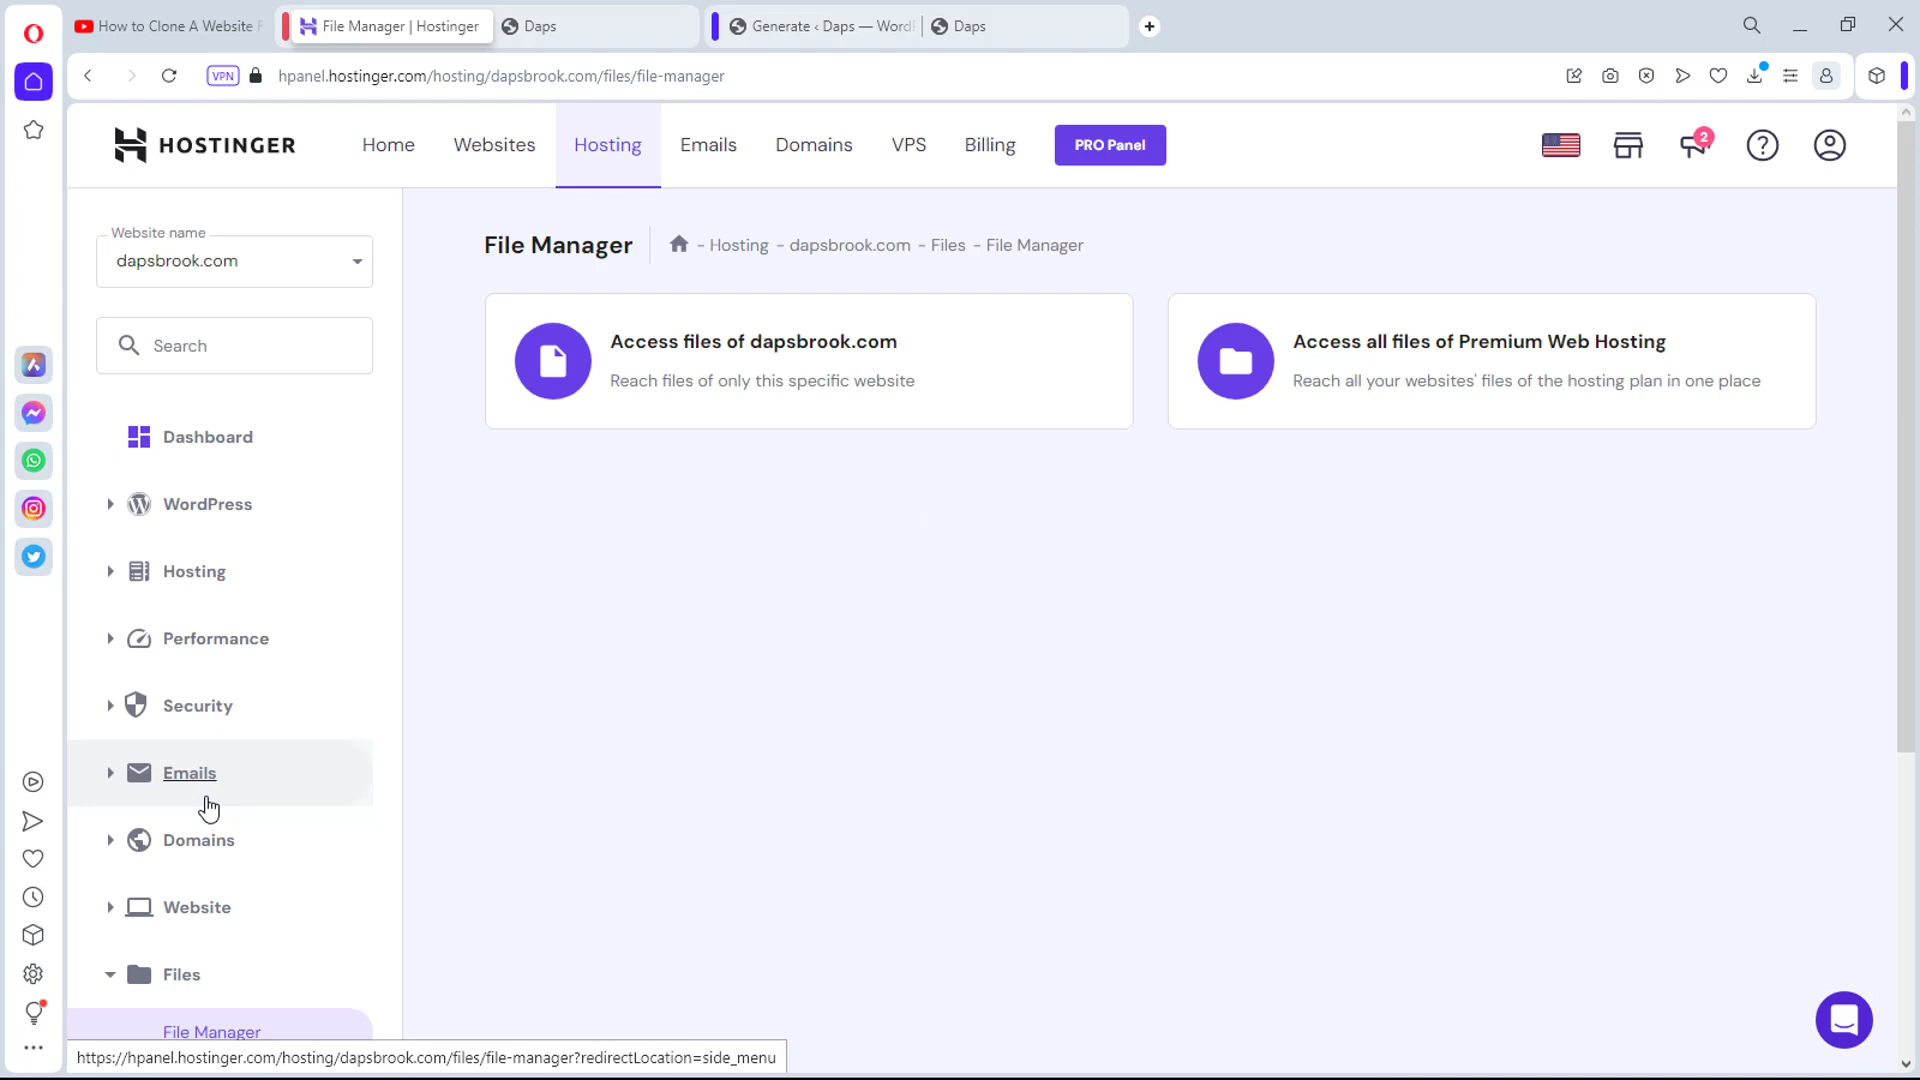 How to Clone A Website F
File Manager | Hostinger
Daps
Generate ‹ Daps — Word
Daps
VPN
hpanel.hostinger.com/hosting/dapsbrook.com/files/file-manager
HOSTINGER
Home
Websites
Hosting
Emails
Domains
VPS
Billing
PRO Panel
2
Website name
dapsbrook.com
Search
Dashboard
WordPress
Hosting
Performance
Security
Emails
Domains
Website
Files
File Manager
File Manager
- Hosting - dapsbrook.com - Files - File Manager
Access files of dapsbrook.com
Reach files of only this specific website
Access all files of Premium Web Hosting
Reach all your websites' files of the hosting plan in one place
https://hpanel.hostinger.com/hosting/dapsbrook.com/files/file-manager?redirectLocation=side_menu